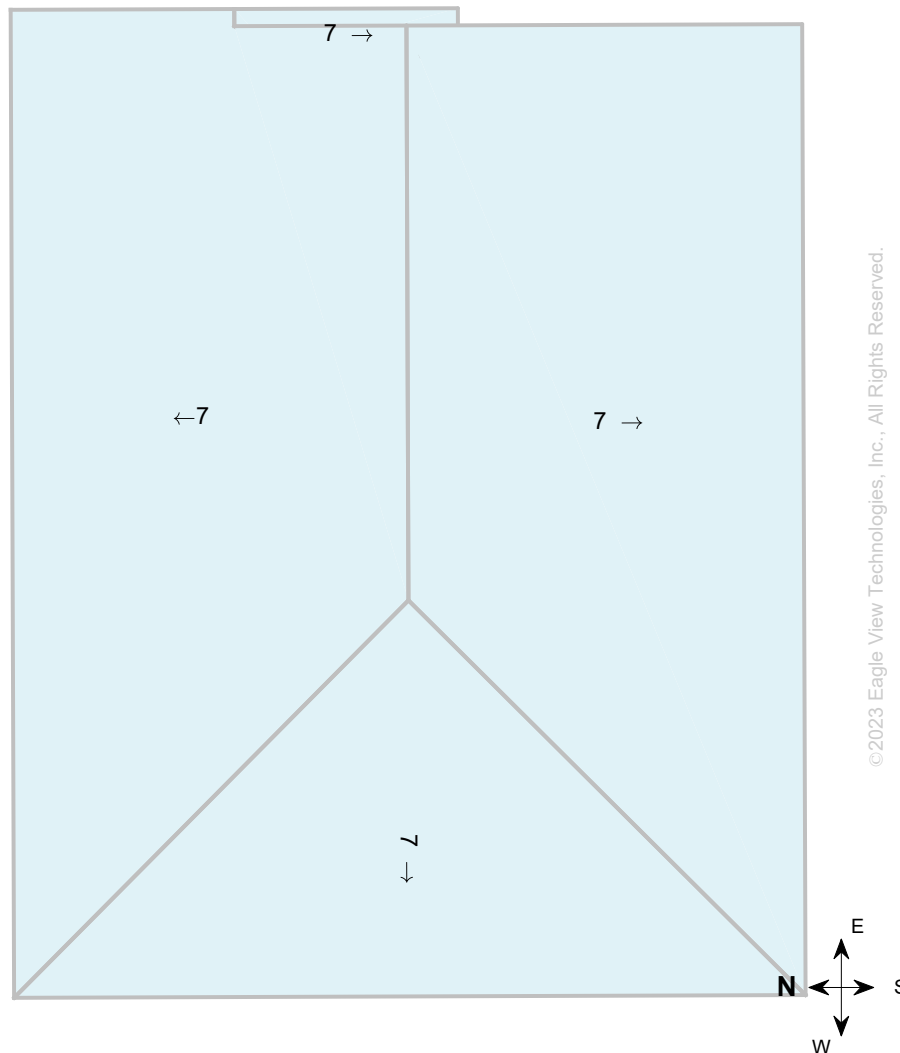 7 →
←7
7 →
7
→
©2023 Eagle View Technologies, Inc., All Rights Reserved.
E
N
S
W